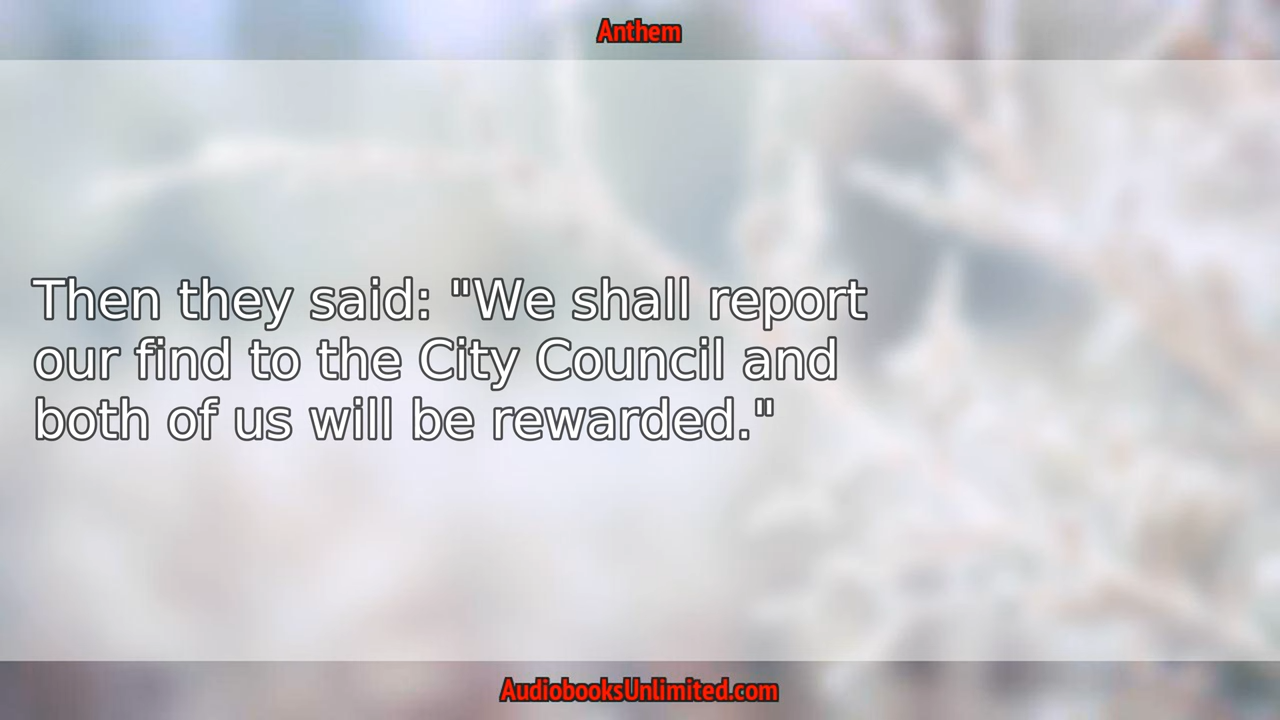 Anthem
Then they said: "We shall report
our find to the City Council and
both of us will be rewarded."
AudiobooksUnlimited.com